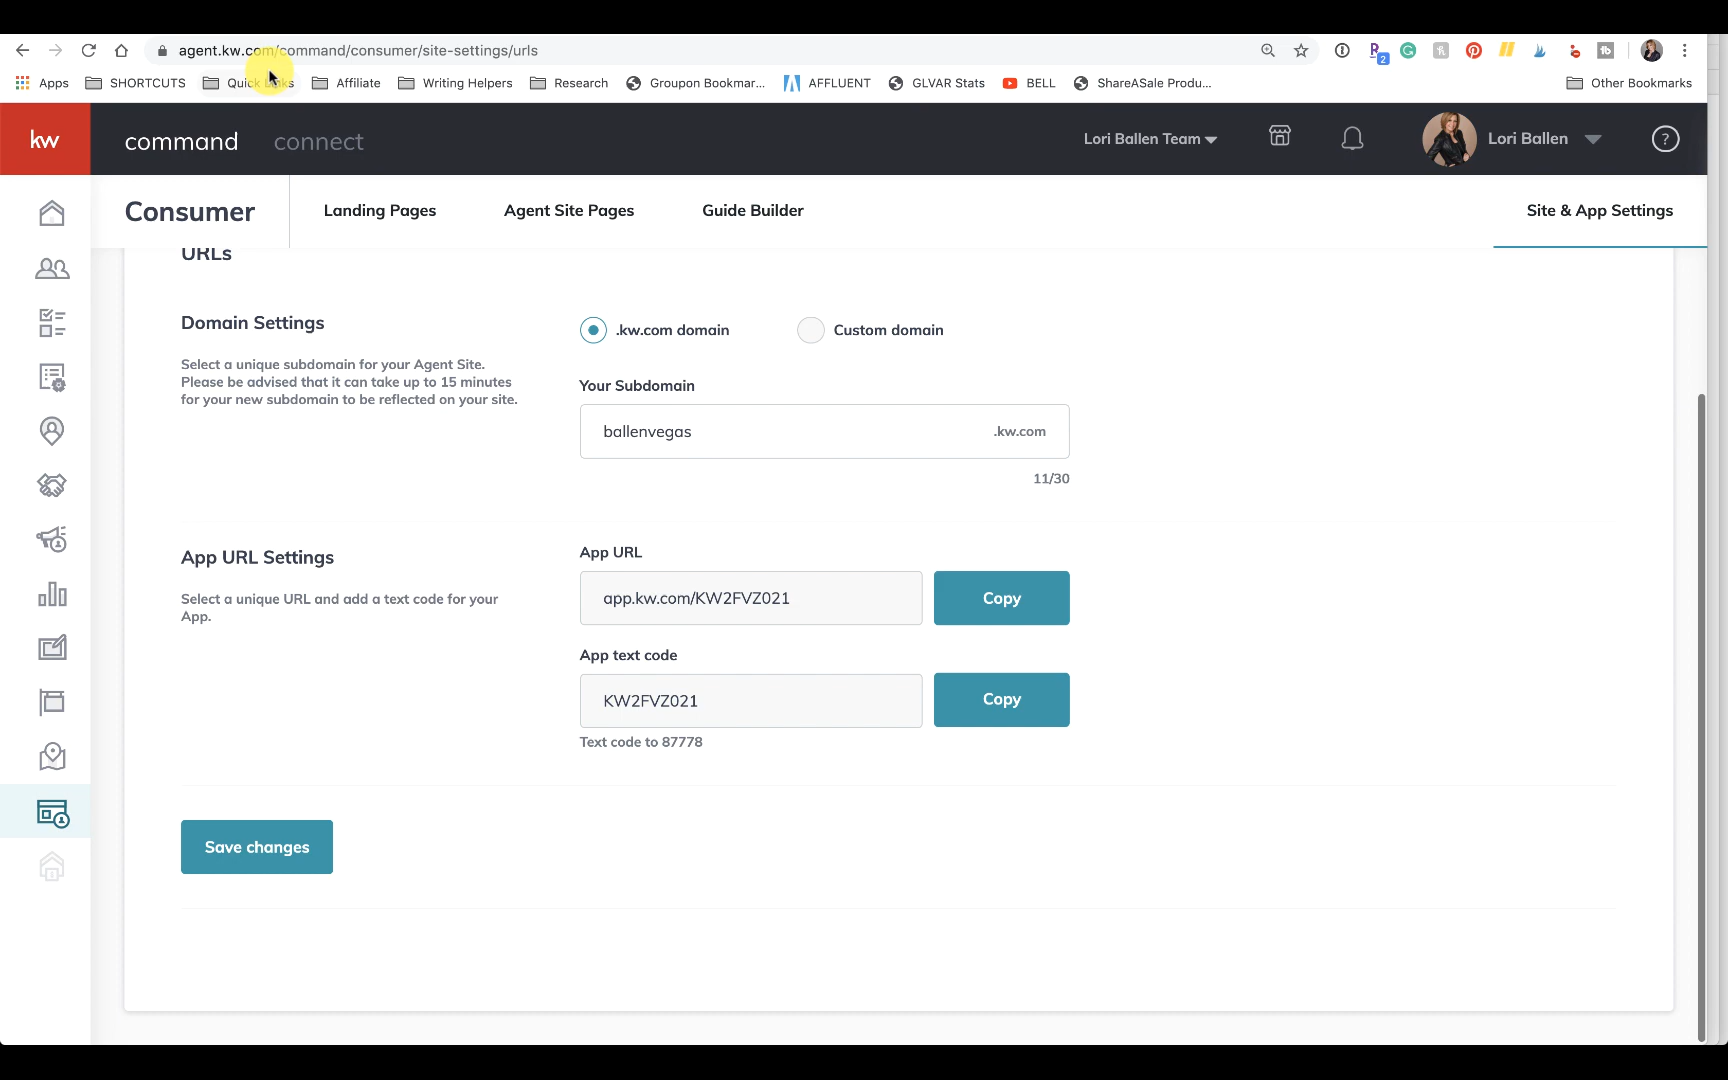 agent.kw.com/command/consumer/site-settings/urls
2
Apps SHORTCUTS Quick Links Affiliate Writing Helpers Research Groupon Bookmar... AFFLUENT GLVAR Stats BELL ShareASale Produ... Other Bookmarks
kw command connect Lori Ballen Team Lori Ballen ?
Consumer Landing Pages Agent Site Pages Guide Builder Site & App Settings
URLs
Domain Settings
.kw.com domain Custom domain
Select a unique subdomain for your Agent Site.
Please be advised that it can take up to 15 minutes
for your new subdomain to be reflected on your site.
Your Subdomain
ballenvegas .kw.com
11/30
App URL Settings
Select a unique URL and add a text code for your
App.
App URL
app.kw.com/KW2FVZ021 Copy
App text code
KW2FVZ021 Copy
Text code to 87778
Save changes